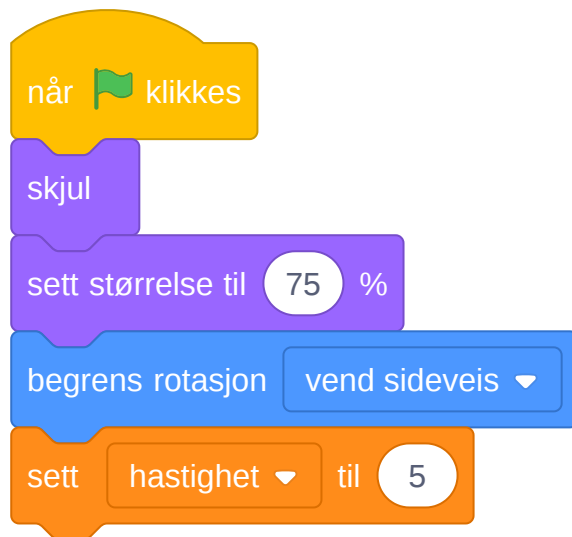 når klikkes
skjul
sett størrelse til 75 %
begrens rotasjon vend sideveis
sett hastighet til 5